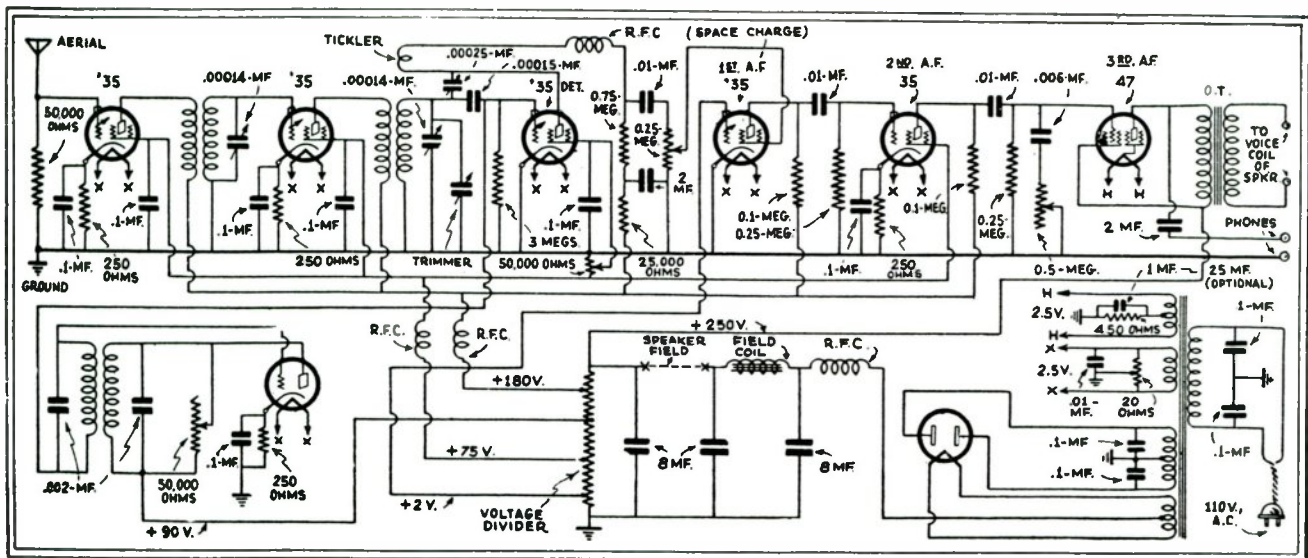 AERIAL
TICKLER
R.F.C
(SPACE CHARGE)
.00025-MF.
.00015-MF.
'35
.00014-MF.
'35
.00014-MF.
'35 DET.
.01-MF.
1ST. A.F
'35
.01-MF.
2ND. A.F.
35
.01-MF.
.006-MF.
3RD. AF.
47
O.T.
50,000
OHMS
0.75-
MEG.
0.25-
MEG.
TO
VOICE
COIL
OF
SPKR
X X
X X
X X
2
MF.
X X
X X
H H
.1-MF.
250
OHMS
.1-MF.
.1-MF.
250 OHMS
.1-MF.
TRIMMER
3 MEGS.
.1-MF.
50,000 OHMS
25,000
OHMS
0.1-MEG.
0.25-MEG.
.1-MF.
250
OHMS
0.1-MEG.
0.25-
MEG.
0.5-MEG.
2 MF.
PHONES
GROUND
1 MF.
25 MF.
(OPTIONAL)
H
2.5V.
450 OHMS
H
.1-MF.
R.F.C.
R.F.C.
+250V.
SPEAKER
FIELD
X X
FIELD
COIL
R.F.C.
X
2.5V.
X
.01-
MF.
20
OHMS
.1-MF
+180V.
X X
.002-MF.
50,000
OHMS
.1-MF.
250
OHMS
+75 V.
8 MF.
8 MF.
.1-MF
.1-MF.
+2V.
VOLTAGE
DIVIDER
+90 V.
110V.,
A.C.